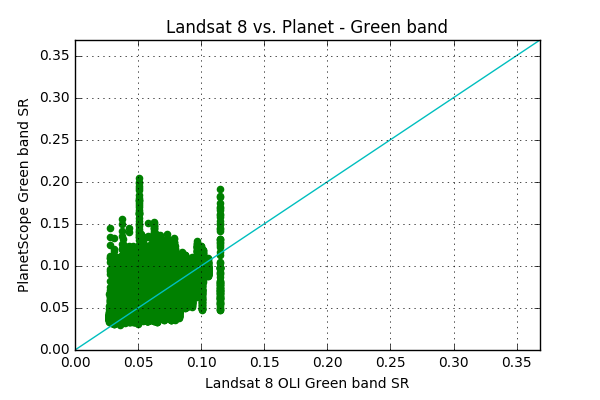 Landsat 8 vs. Planet - Green band
0.35
0.30
0.25
0.20
0.15
0.10
0.05
0.00
PlanetScope Green band SR
0.00 0.05 0.10 0.15 0.20 0.25 0.30 0.35
Landsat 8 OLI Green band SR